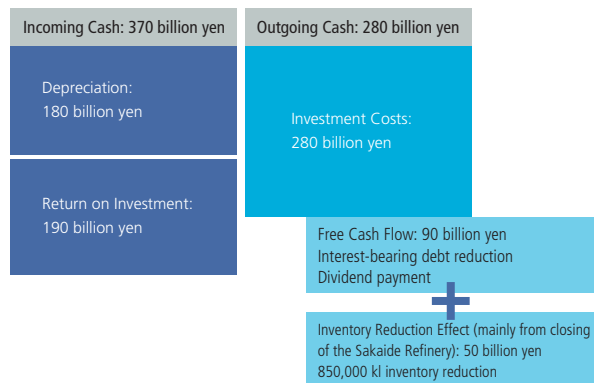 Incoming Cash: 370 billion yen
Outgoing Cash: 280 billion yen
Depreciation:
180 billion yen
Return on Investment:
190 billion yen
Investment Costs:
280 billion yen
Free Cash Flow: 90 billion yen
Interest-bearing debt reduction
Dividend payment
+
Inventory Reduction Effect (mainly from closing
of the Sakaide Refinery): 50 billion yen
850,000 kl inventory reduction